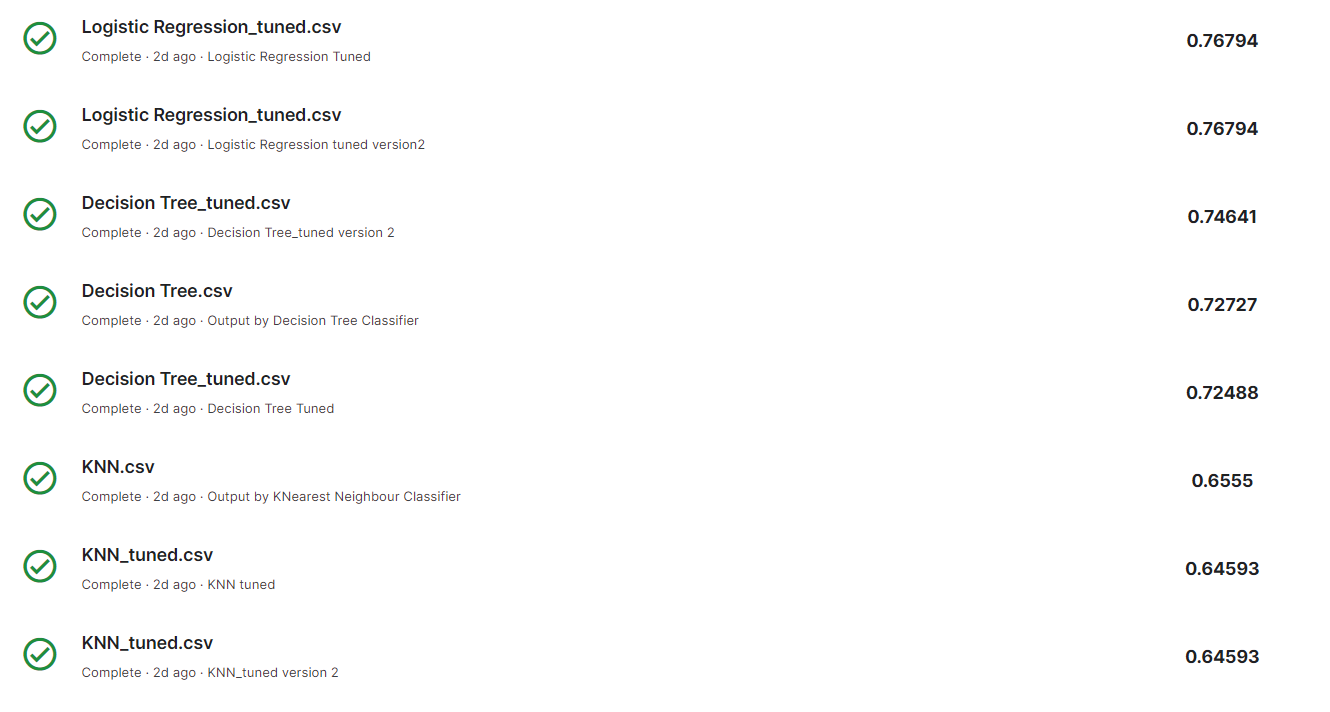 Logistic Regression_tuned.csv
Complete · 2d ago · Logistic Regression Tuned
0.76794
Logistic Regression_tuned.csv
Complete · 2d ago · Logistic Regression tuned version2
0.76794
Decision Tree_tuned.csv
Complete · 2d ago · Decision Tree_tuned version 2
0.74641
Decision Tree.csv
Complete · 2d ago · Output by Decision Tree Classifier
0.72727
Decision Tree_tuned.csv
Complete · 2d ago · Decision Tree Tuned
0.72488
KNN.csv
Complete · 2d ago · Output by KNearest Neighbour Classifier
0.6555
KNN_tuned.csv
Complete · 2d ago · KNN tuned
0.64593
KNN_tuned.csv
Complete · 2d ago · KNN_tuned version 2
0.64593